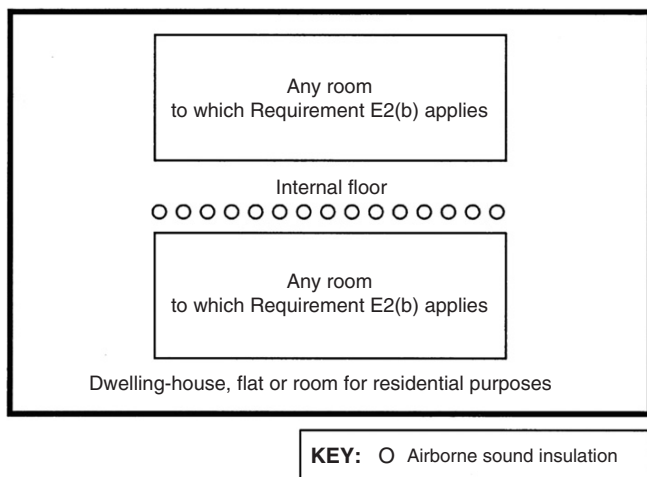 Any room
to which Requirement E2(b) applies
Internal floor
Any room
to which Requirement E2(b) applies
Dwelling-house, flat or room for residential purposes
KEY: O Airborne sound insulation